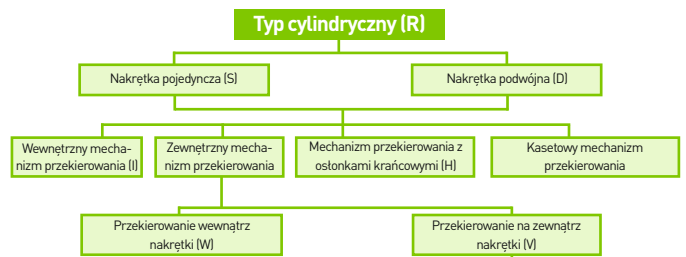 Typ cylindryczny (R)
Nakrętka pojedyncza (S)
Nakrętka podwójna (D)
Wewnętrzny mecha-
nizm przekierowania (I)
Zewnętrzny mecha-
nizm przekierowania
Mechanizm przekierowania z
osłonkami krańcowymi (H)
Kasetowy mechanizm
przekierowania
Przekierowanie wewnątrz
nakrętki (W)
Przekierowanie na zewnątrz
nakrętki (V)